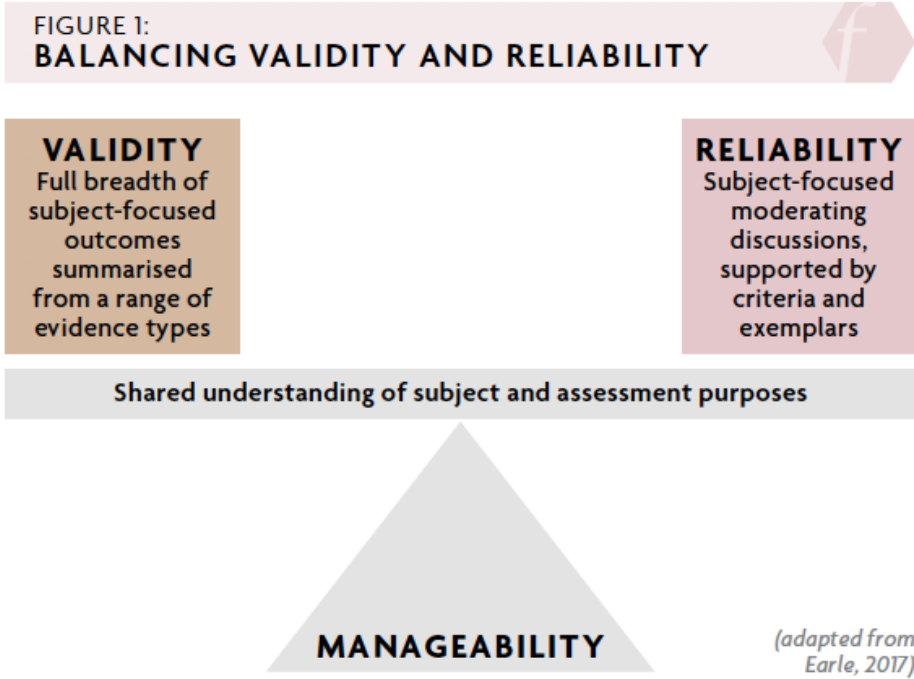 FIGURE 1:
BALANCING VALIDITY AND RELIABILITY
f
VALIDITY
Full breadth of
subject-focused
outcomes
summarised
from a range of
evidence types
RELIABILITY
Subject-focused
moderating
discussions,
supported by
criteria and
exemplars
Shared understanding of subject and assessment purposes
MANAGEABILITY
(adapted from
Earle, 2017)